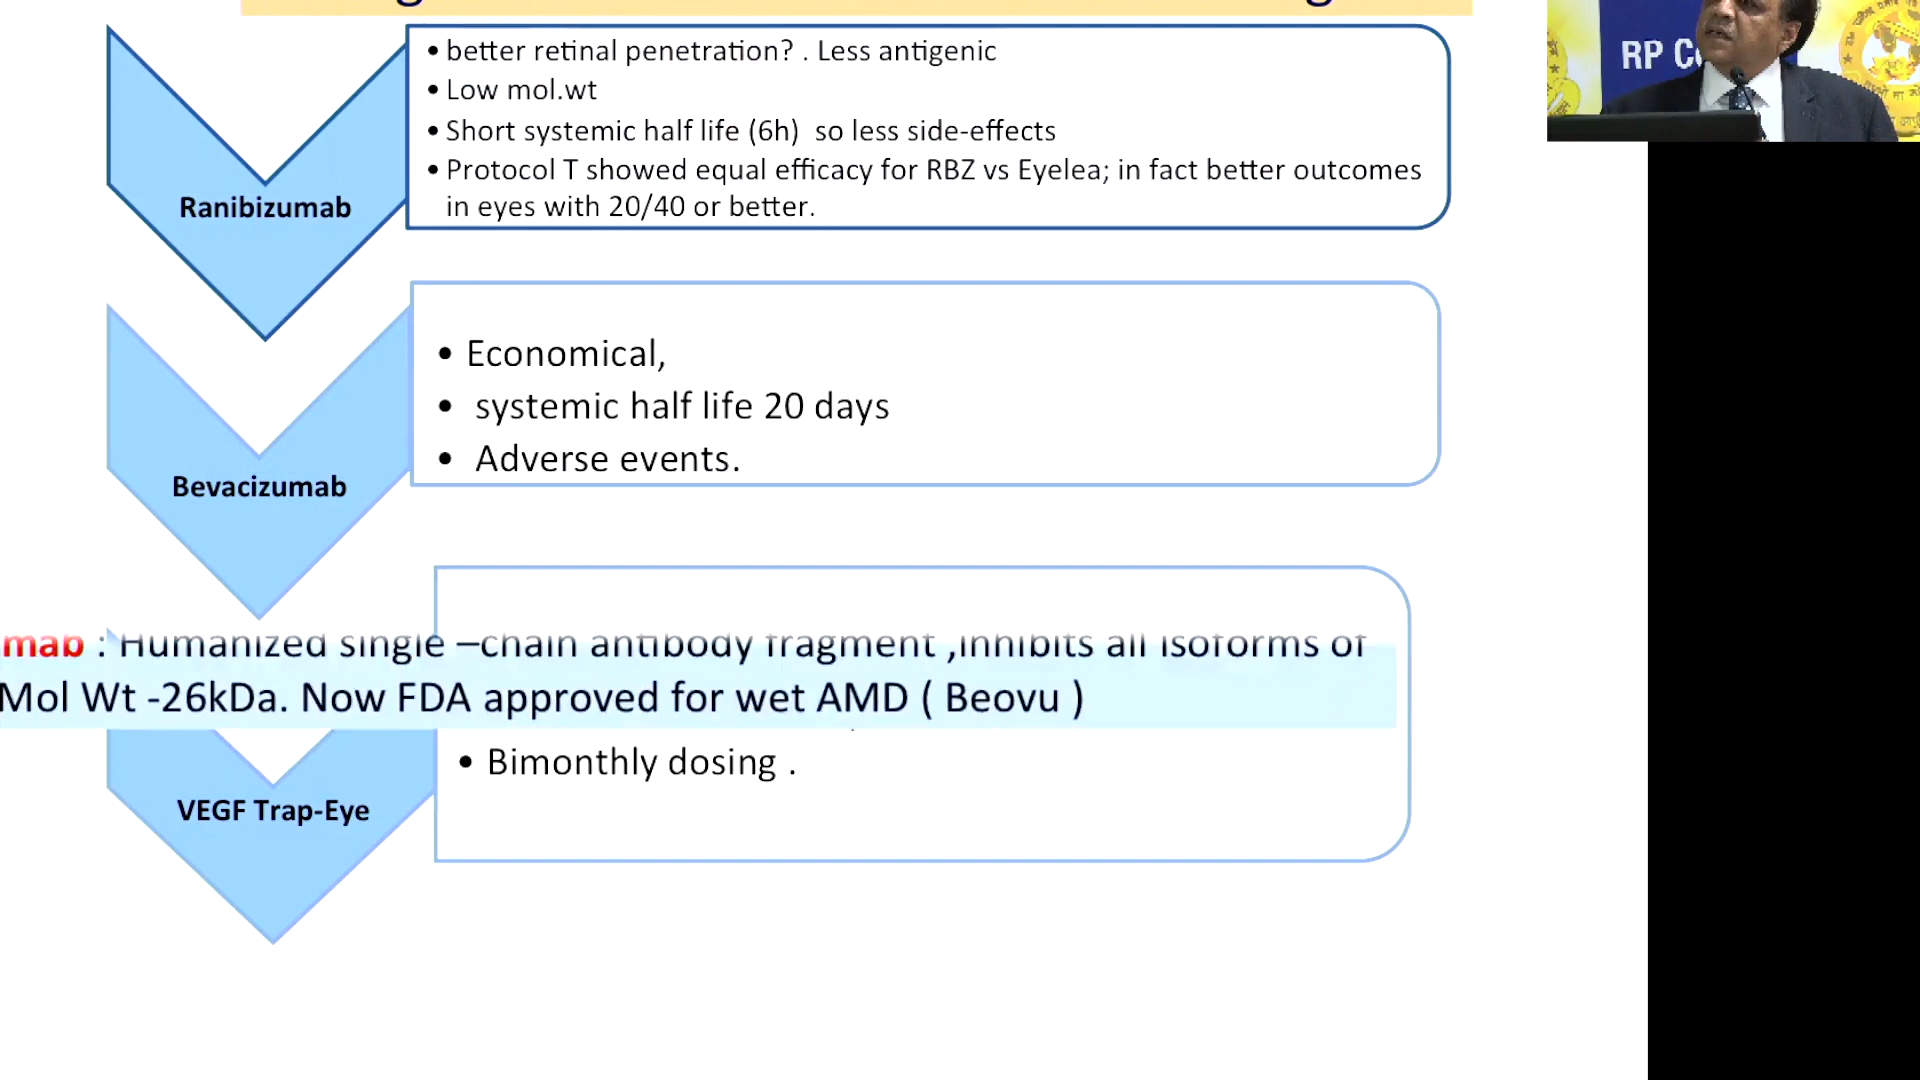 • better retinal penetration? . Less antigenic
• Low mol.wt
• Short systemic half life (6h)  so less side-effects
• Protocol T showed equal efficacy for RBZ vs Eyelea; in fact better outcomes
in eyes with 20/40 or better.
Ranibizumab
• Economical,
• systemic half life 20 days
• Adverse events.
Bevacizumab
mab : Humanized single –chain antibody fragment ,inhibits all isoforms of
Mol Wt -26kDa. Now FDA approved for wet AMD ( Beovu )
• Bimonthly dosing .
VEGF Trap-Eye
RP